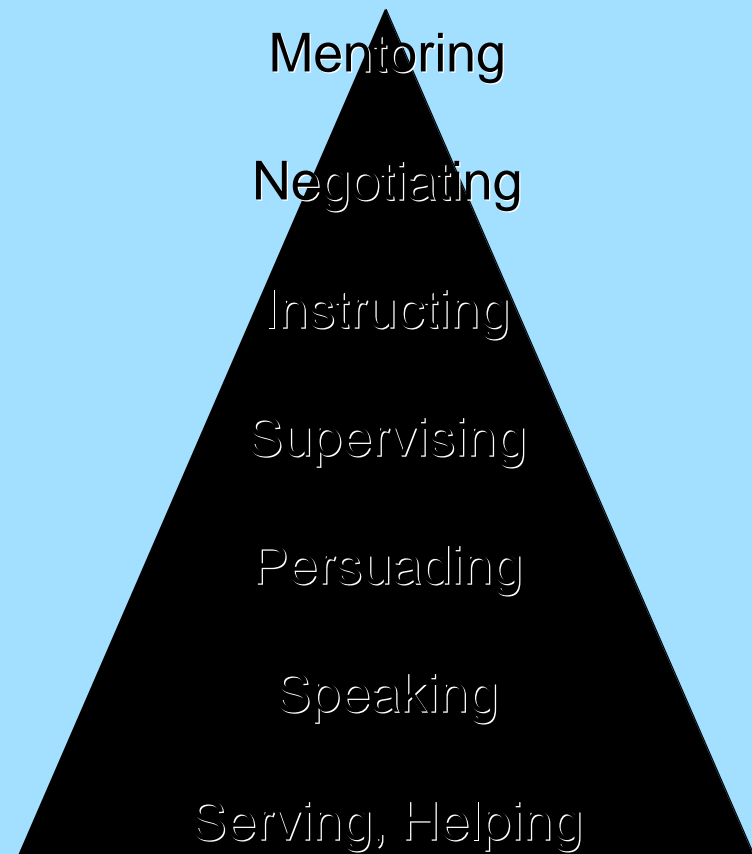 Mentoring
Negotiating
Instructing
Supervising
Persuading
Speaking
Serving, Helping